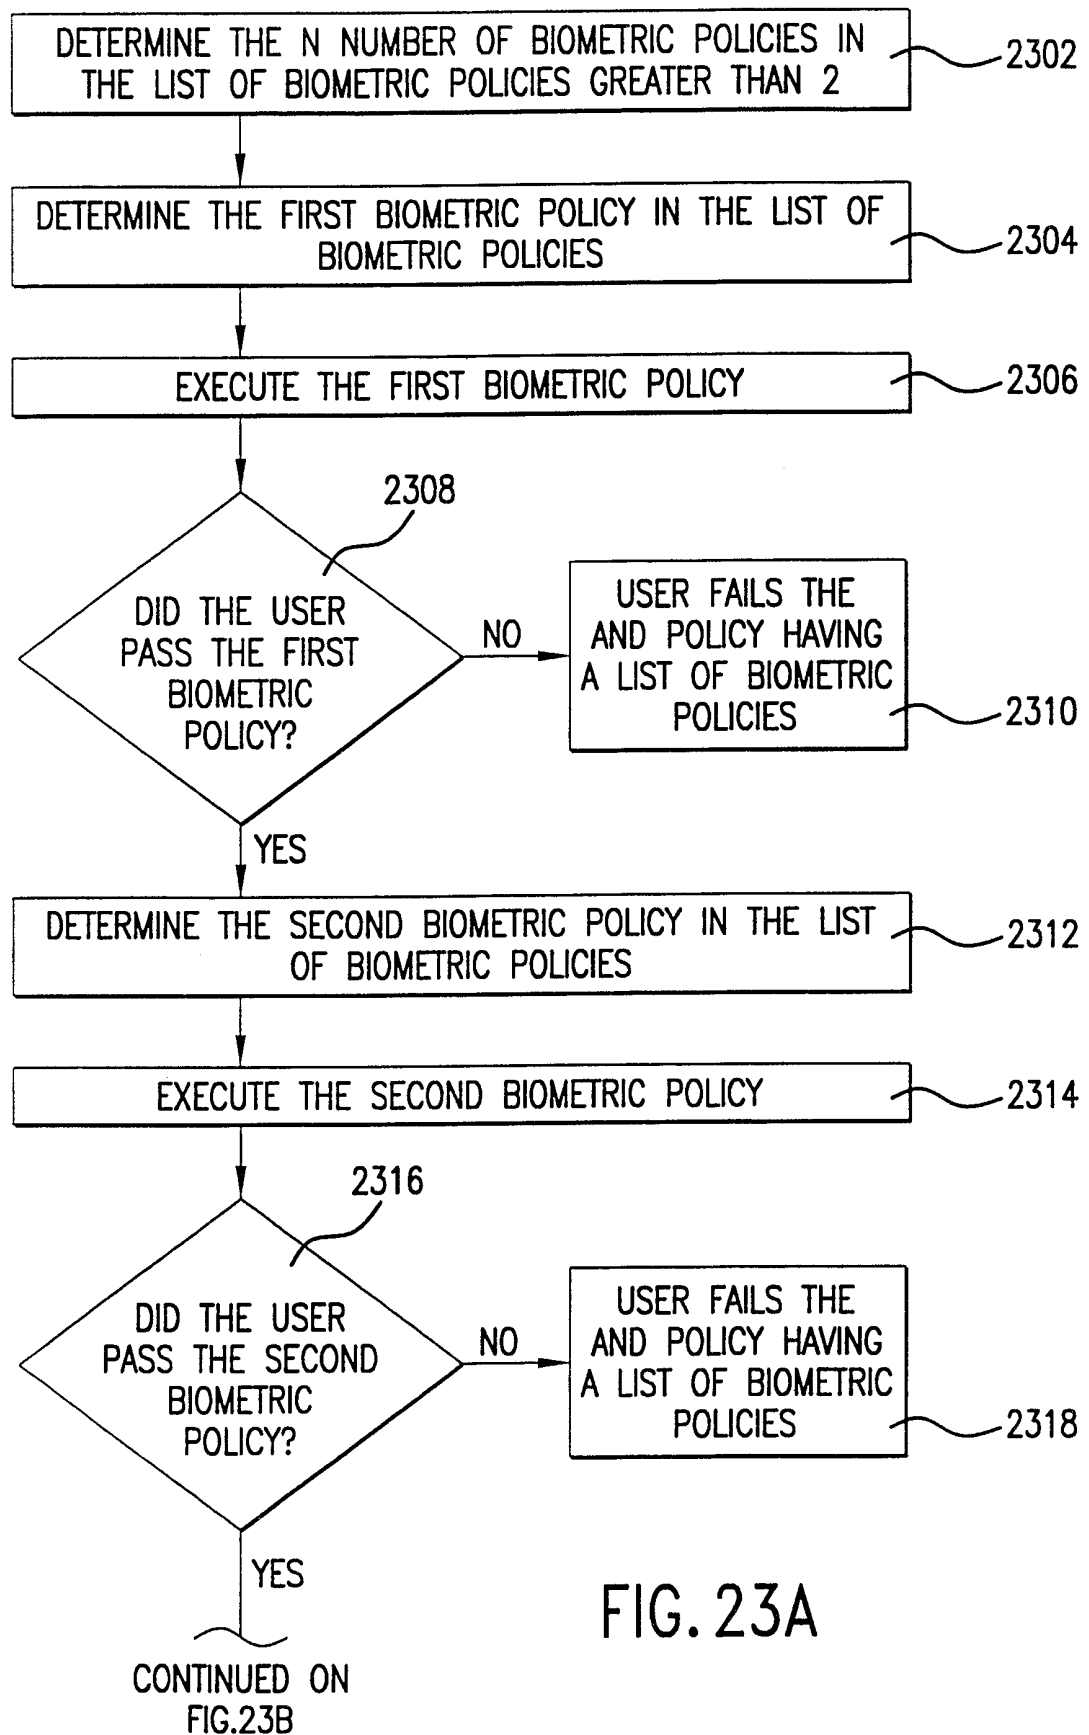 DETERMINE THE N NUMBER OF BIOMETRIC POLICIES IN
THE LIST OF BIOMETRIC POLICIES GREATER THAN 2
2302
DETERMINE THE FIRST BIOMETRIC POLICY IN THE LIST OF
BIOMETRIC POLICIES
2304
EXECUTE THE FIRST BIOMETRIC POLICY
2306
2308
DID THE USER
PASS THE FIRST
BIOMETRIC
POLICY?
NO
USER FAILS THE
AND POLICY HAVING
A LIST OF BIOMETRIC
POLICIES
2310
YES
DETERMINE THE SECOND BIOMETRIC POLICY IN THE LIST
OF BIOMETRIC POLICIES
2312
EXECUTE THE SECOND BIOMETRIC POLICY
2314
2316
DID THE USER
PASS THE SECOND
BIOMETRIC
POLICY?
NO
USER FAILS THE
AND POLICY HAVING
A LIST OF BIOMETRIC
POLICIES
2318
YES
CONTINUED ON
FIG.23B
FIG. 23A